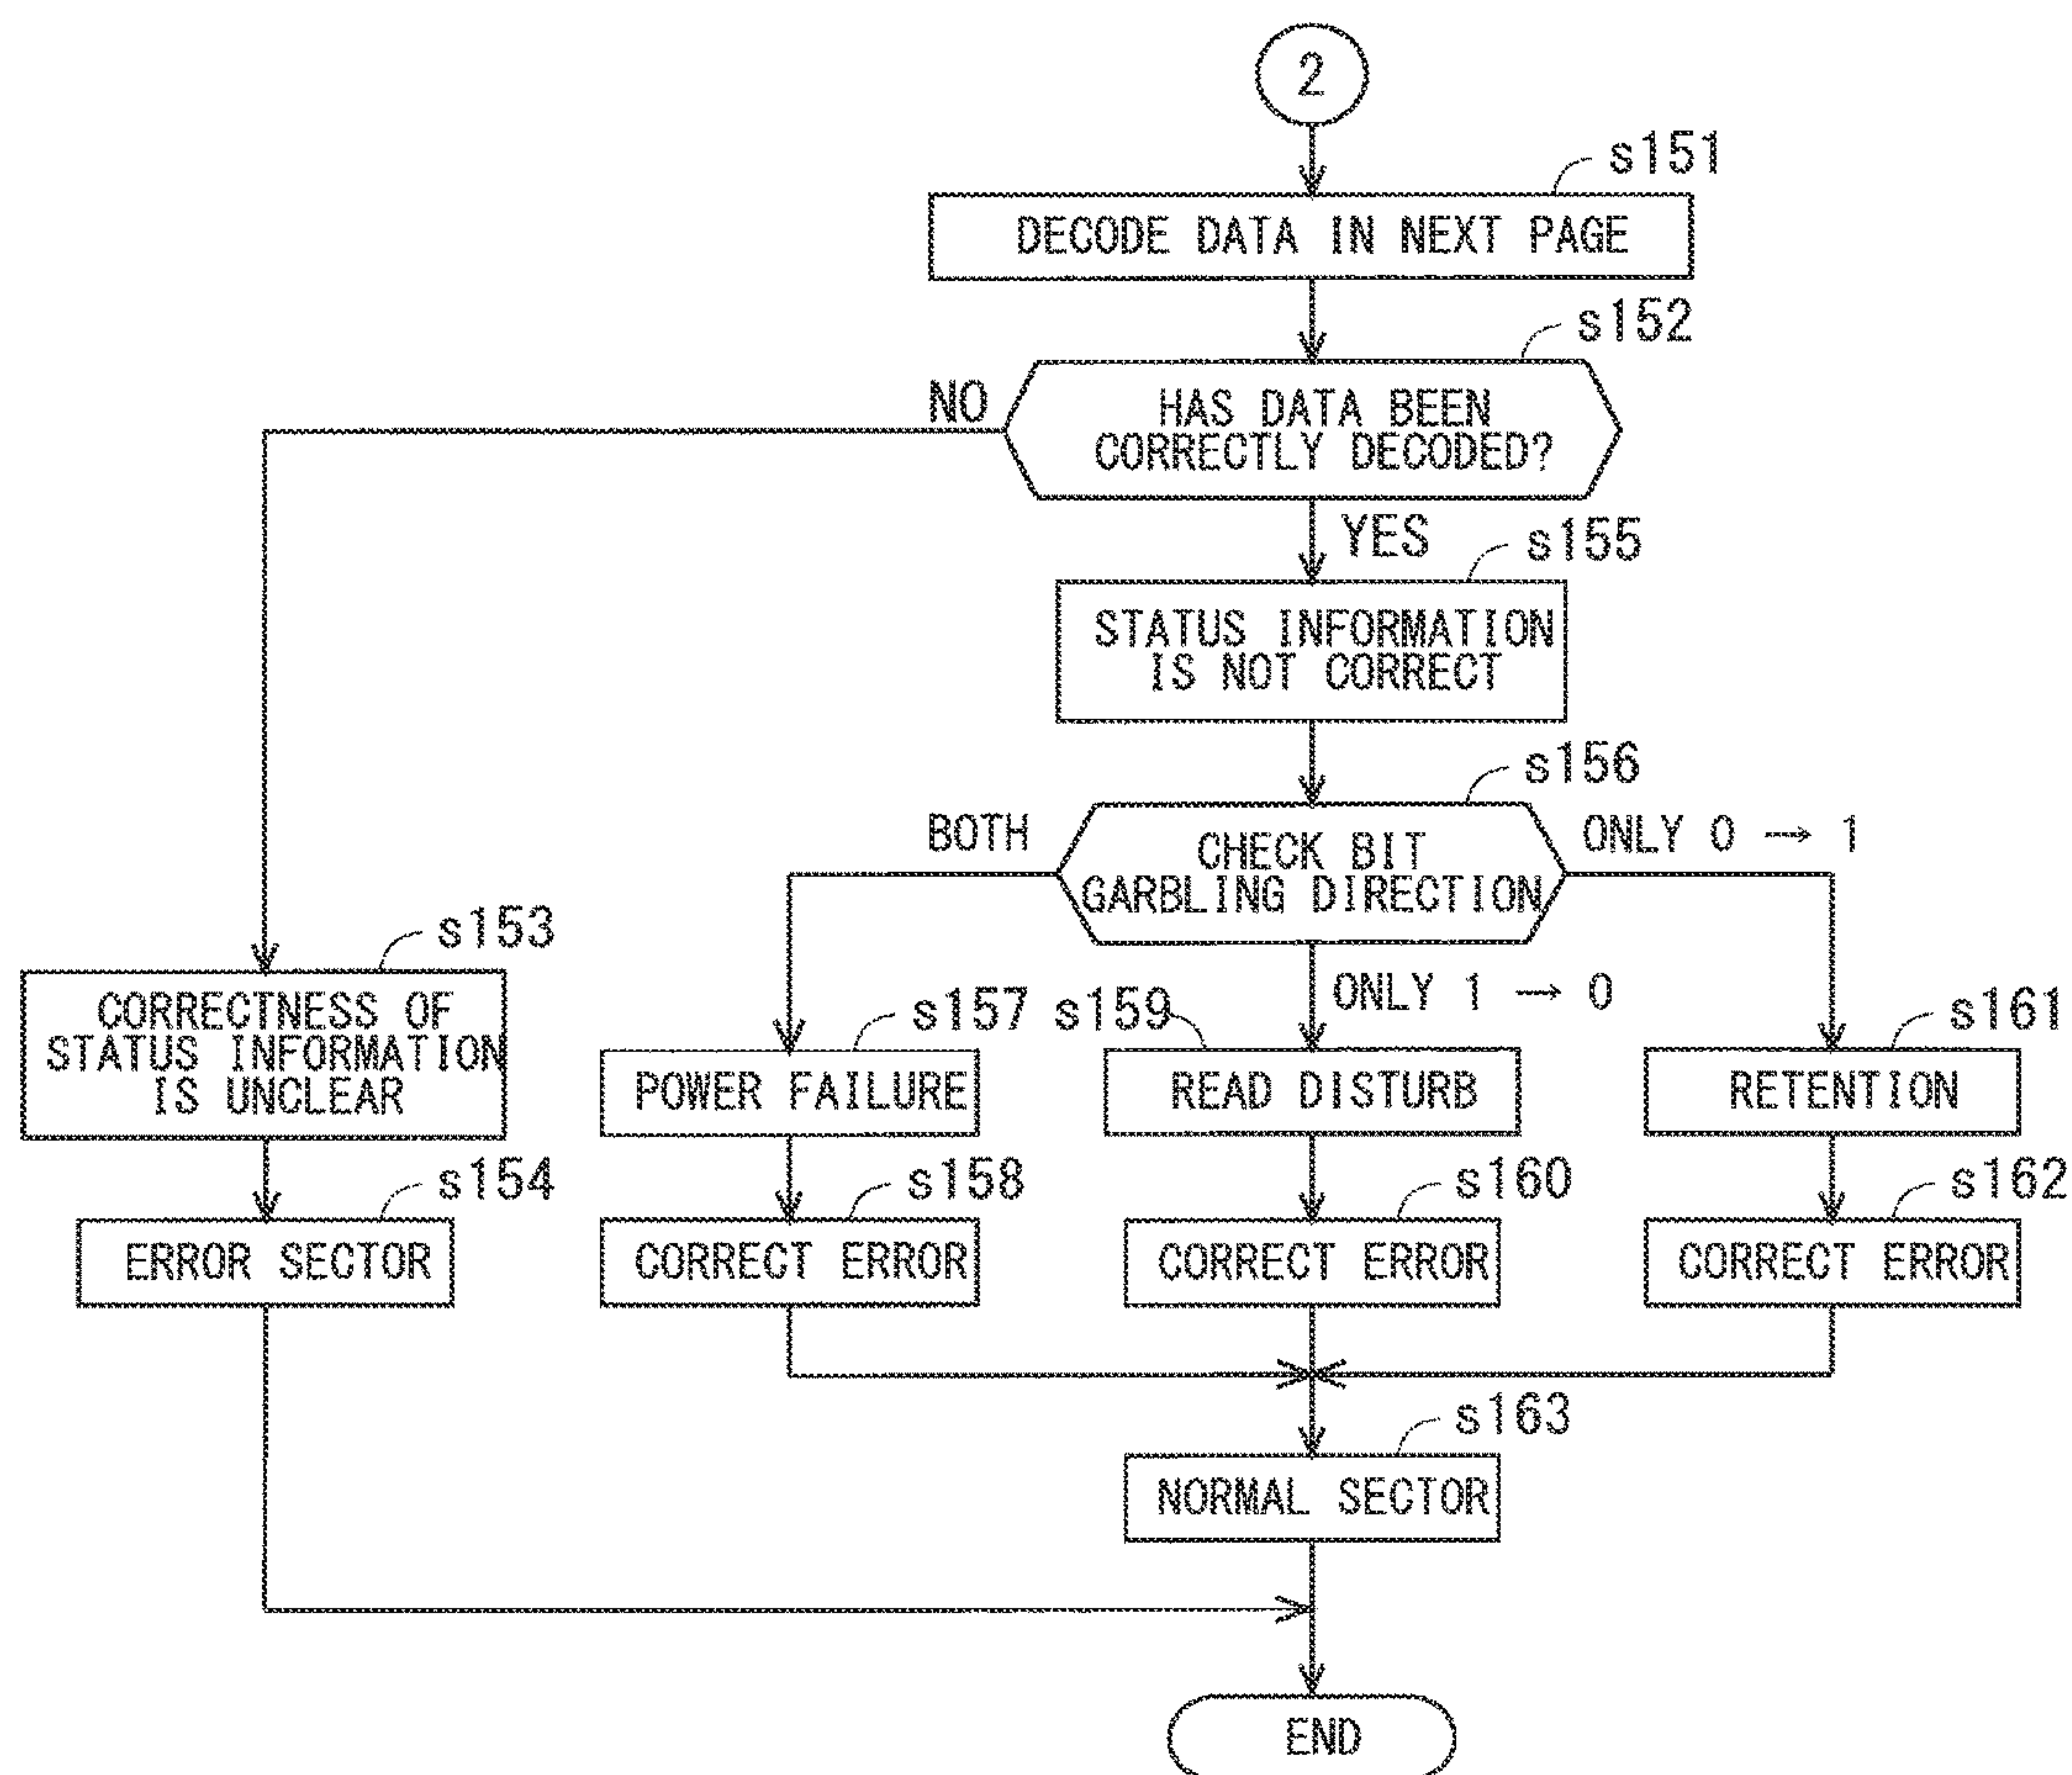 2
s151
DECODE DATA IN NEXT PAGE
s152
NO
HAS DATA BEEN
CORRECTLY DECODED?
YES
s155
STATUS INFORMATION
IS NOT CORRECT
s156
BOTH
CHECK BIT
GARBLING DIRECTION
ONLY 0 → 1
s153
CORRECTNESS OF
STATUS INFORMATION
IS UNCLEAR
ONLY 1 → 0
s157
POWER FAILURE
s159
READ DISTURB
s161
RETENTION
s154
ERROR SECTOR
s158
CORRECT ERROR
s160
CORRECT ERROR
s162
CORRECT ERROR
s163
NORMAL SECTOR
END